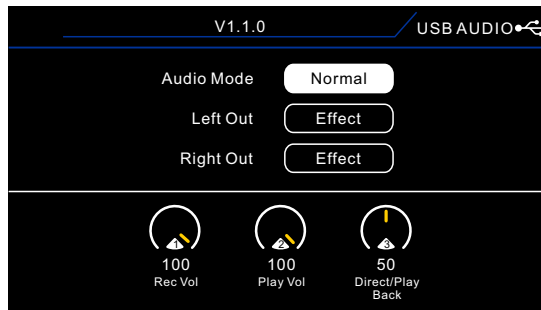 V1.1.0
USB AUDIO
Audio Mode Normal
Left Out Effect
Right Out Effect
1 2 3
100 100 50
Rec Vol Play Vol Direct/Play
Back